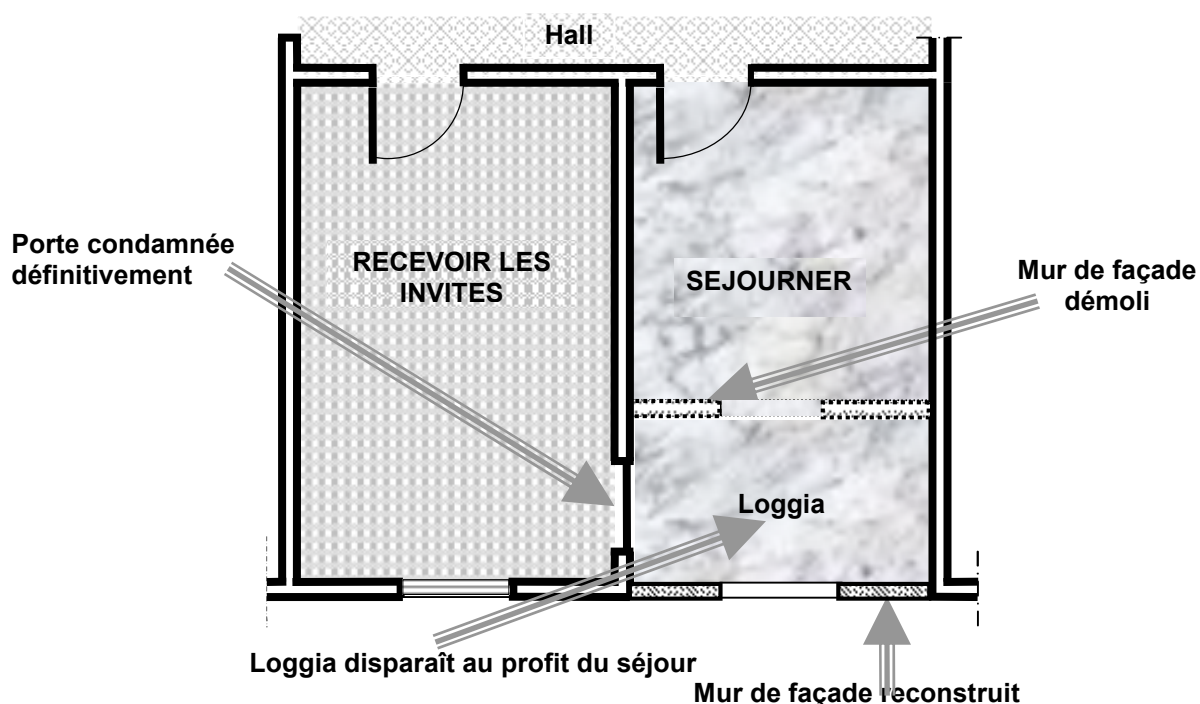 Hall
Porte condamnée
définitivement
RECEVOIR LES
INVITES
SEJOURNER
Mur de façade
démoli
Loggia
Loggia disparaît au profit du séjour
Mur de façade reconstruit